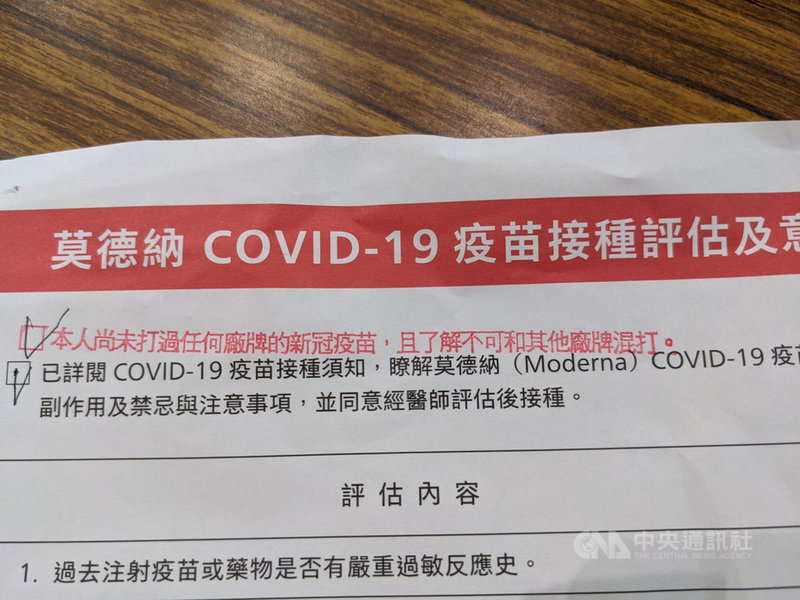 莫德納 COVID-19 疫苗接種評估及意
本人尚未打過任何廠牌的新冠疫苗，且了解不可和其他廠牌混打。
已詳閱 COVID-19 疫苗接種須知，瞭解莫德納（Moderna）COVID-19 疫苗
副作用及禁忌與注意事項，並同意經醫師評估後接種。
評估內容
1. 過去注射疫苗或藥物是否有嚴重過敏反應史。
CNA 中央通訊社
THE CENTRAL NEWS AGENCY